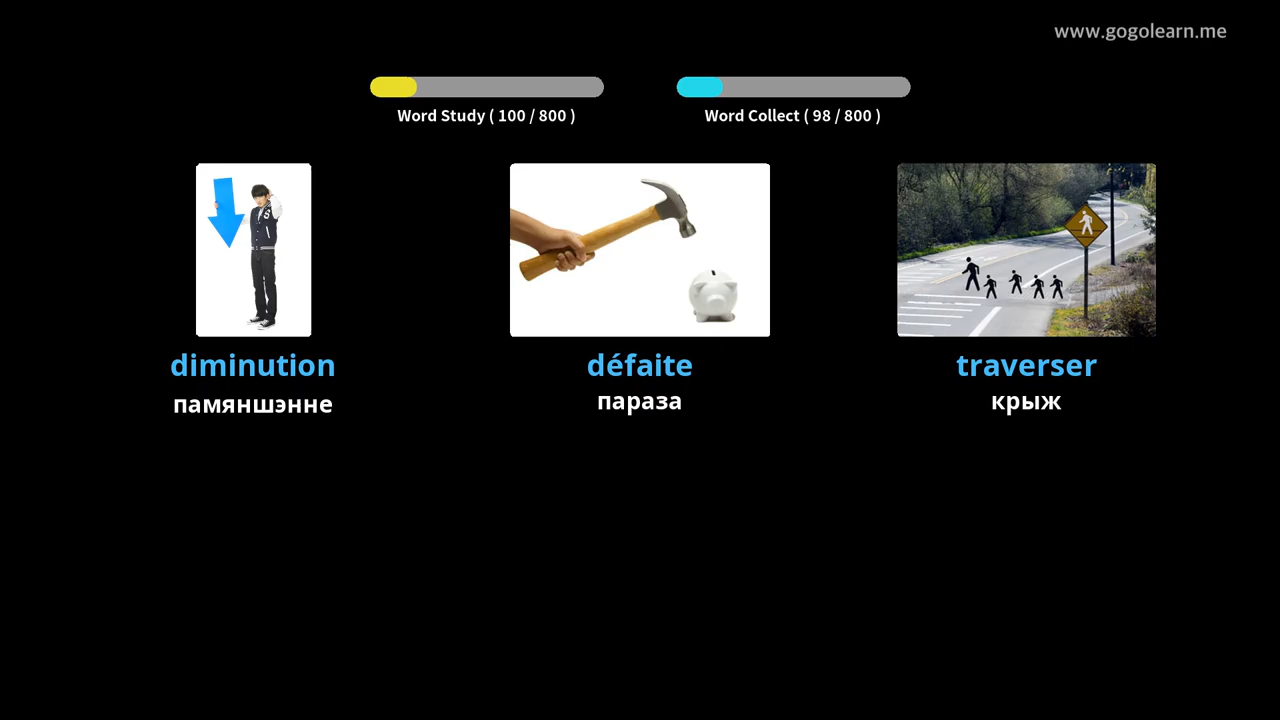 www.gogolearn.me
Word Study ( 100 / 800 )
Word Collect ( 98 / 800 )
diminution
défaite
traverser
памяншэнне
параза
крыж